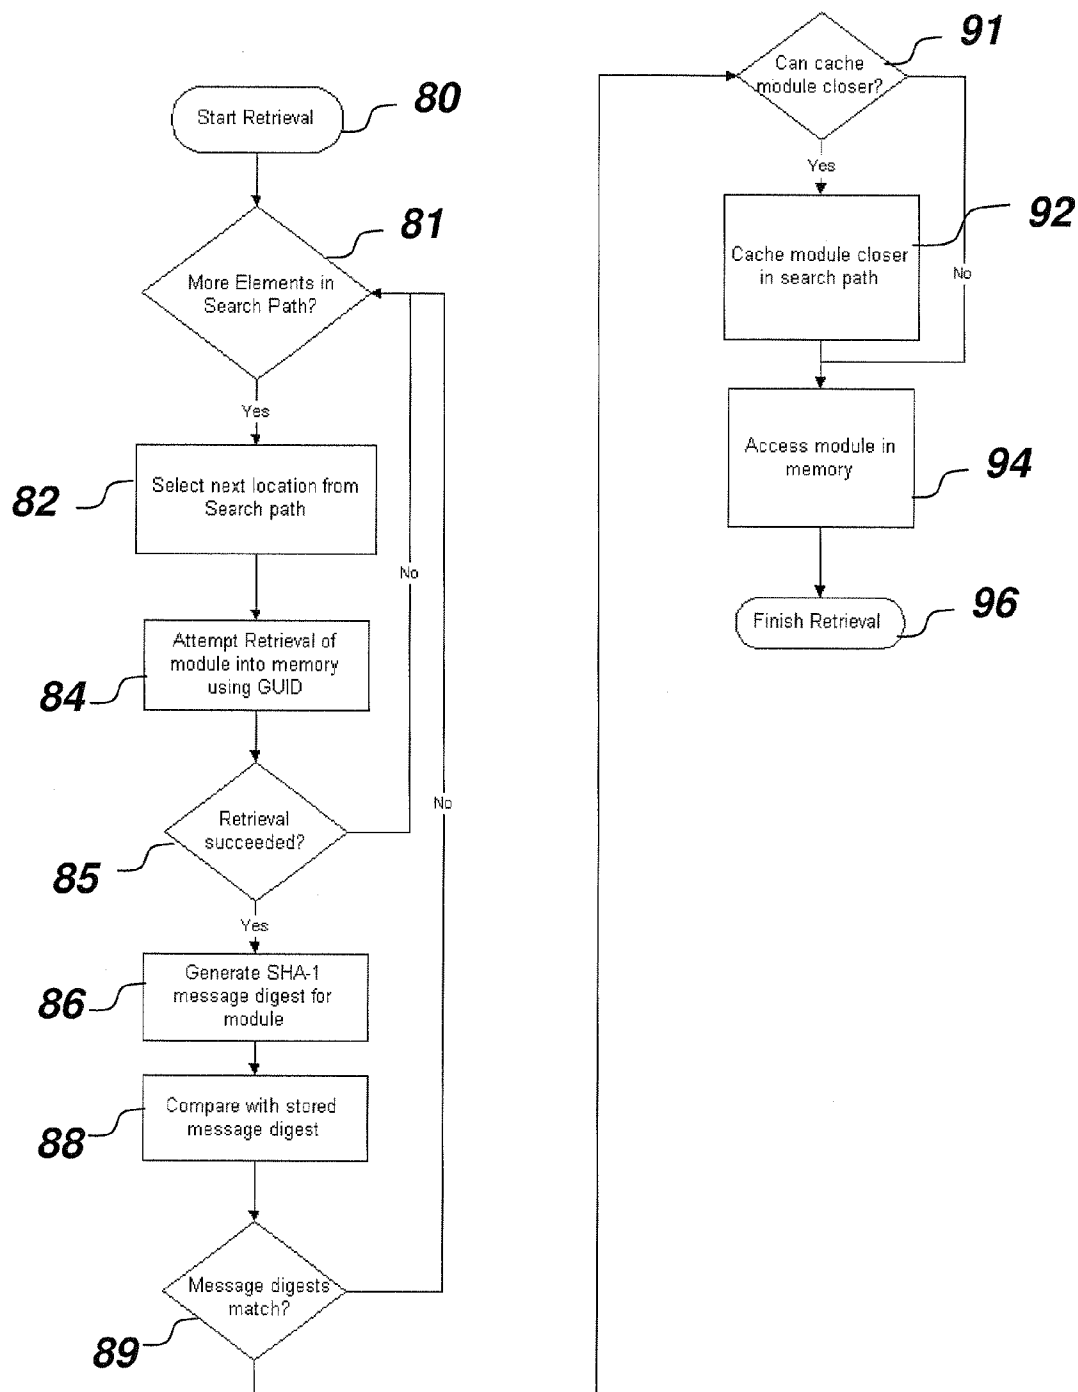 Start Retrieval
80
More Elements in
Search Path?
81
Yes
Select next location from
Search path
82
No
Attempt Retrieval of
module into memory
using GUID
84
Retrieval
succeeded?
85
No
Yes
Generate SHA-1
message digest for
module
86
Compare with stored
message digest
88
Message digests
match?
89
Can cache
module closer?
91
Yes
Cache module closer
in search path
92
No
Access module in
memory
94
Finish Retrieval
96